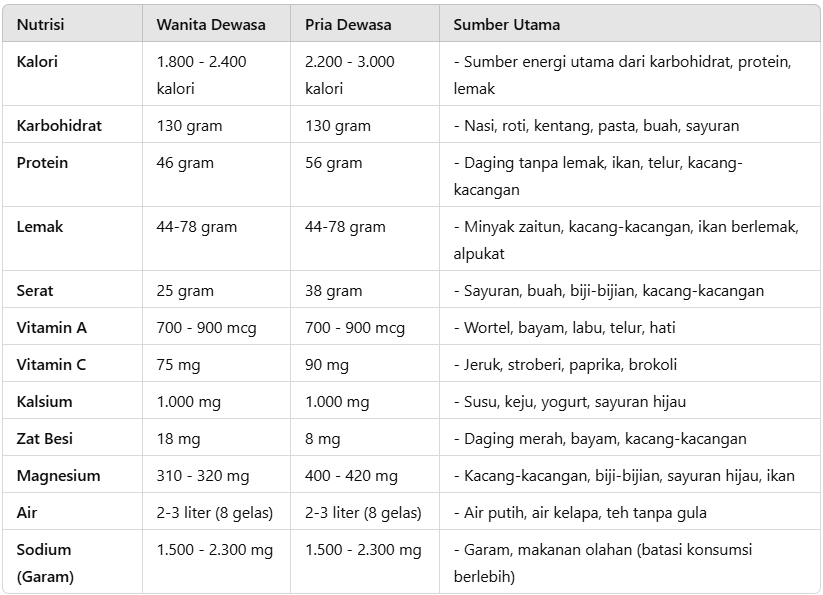 Nutrisi Wanita Dewasa Pria Dewasa Sumber Utama
Kalori 1.800 - 2.400 2.200 - 3.000 - Sumber energi utama dari karbohidrat, protein,
kalori kalori lemak
Karbohidrat 130 gram 130 gram - Nasi, roti, kentang, pasta, buah, sayuran
Protein 46 gram 56 gram - Daging tanpa lemak, ikan, telur, kacang-
kacangan
Lemak 44-78 gram 44-78 gram - Minyak zaitun, kacang-kacangan, ikan berlemak,
alpukat
Serat 25 gram 38 gram - Sayuran, buah, biji-bijian, kacang-kacangan
Vitamin A 700 - 900 mcg 700 - 900 mcg - Wortel, bayam, labu, telur, hati
Vitamin C 75 mg 90 mg - Jeruk, stroberi, paprika, brokoli
Kalsium 1.000 mg 1.000 mg - Susu, keju, yogurt, sayuran hijau
Zat Besi 18 mg 8 mg - Daging merah, bayam, kacang-kacangan
Magnesium 310 - 320 mg 400 - 420 mg - Kacang-kacangan, biji-bijian, sayuran hijau, ikan
Air 2-3 liter (8 gelas) 2-3 liter (8 gelas) - Air putih, air kelapa, teh tanpa gula
Sodium 1.500 - 2.300 mg 1.500 - 2.300 mg - Garam, makanan olahan (batasi konsumsi
(Garam) berlebih)